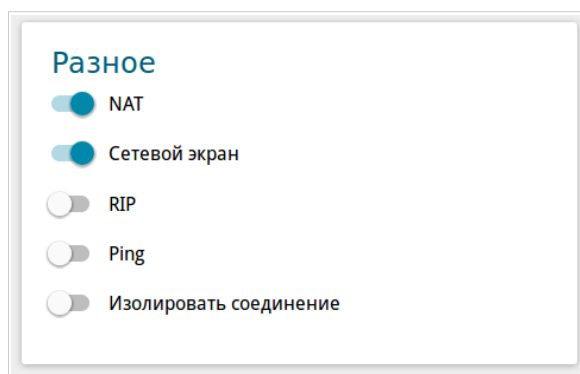 Разное
NAT
Сетевой экран
RIP
Ping
Изолировать соединение